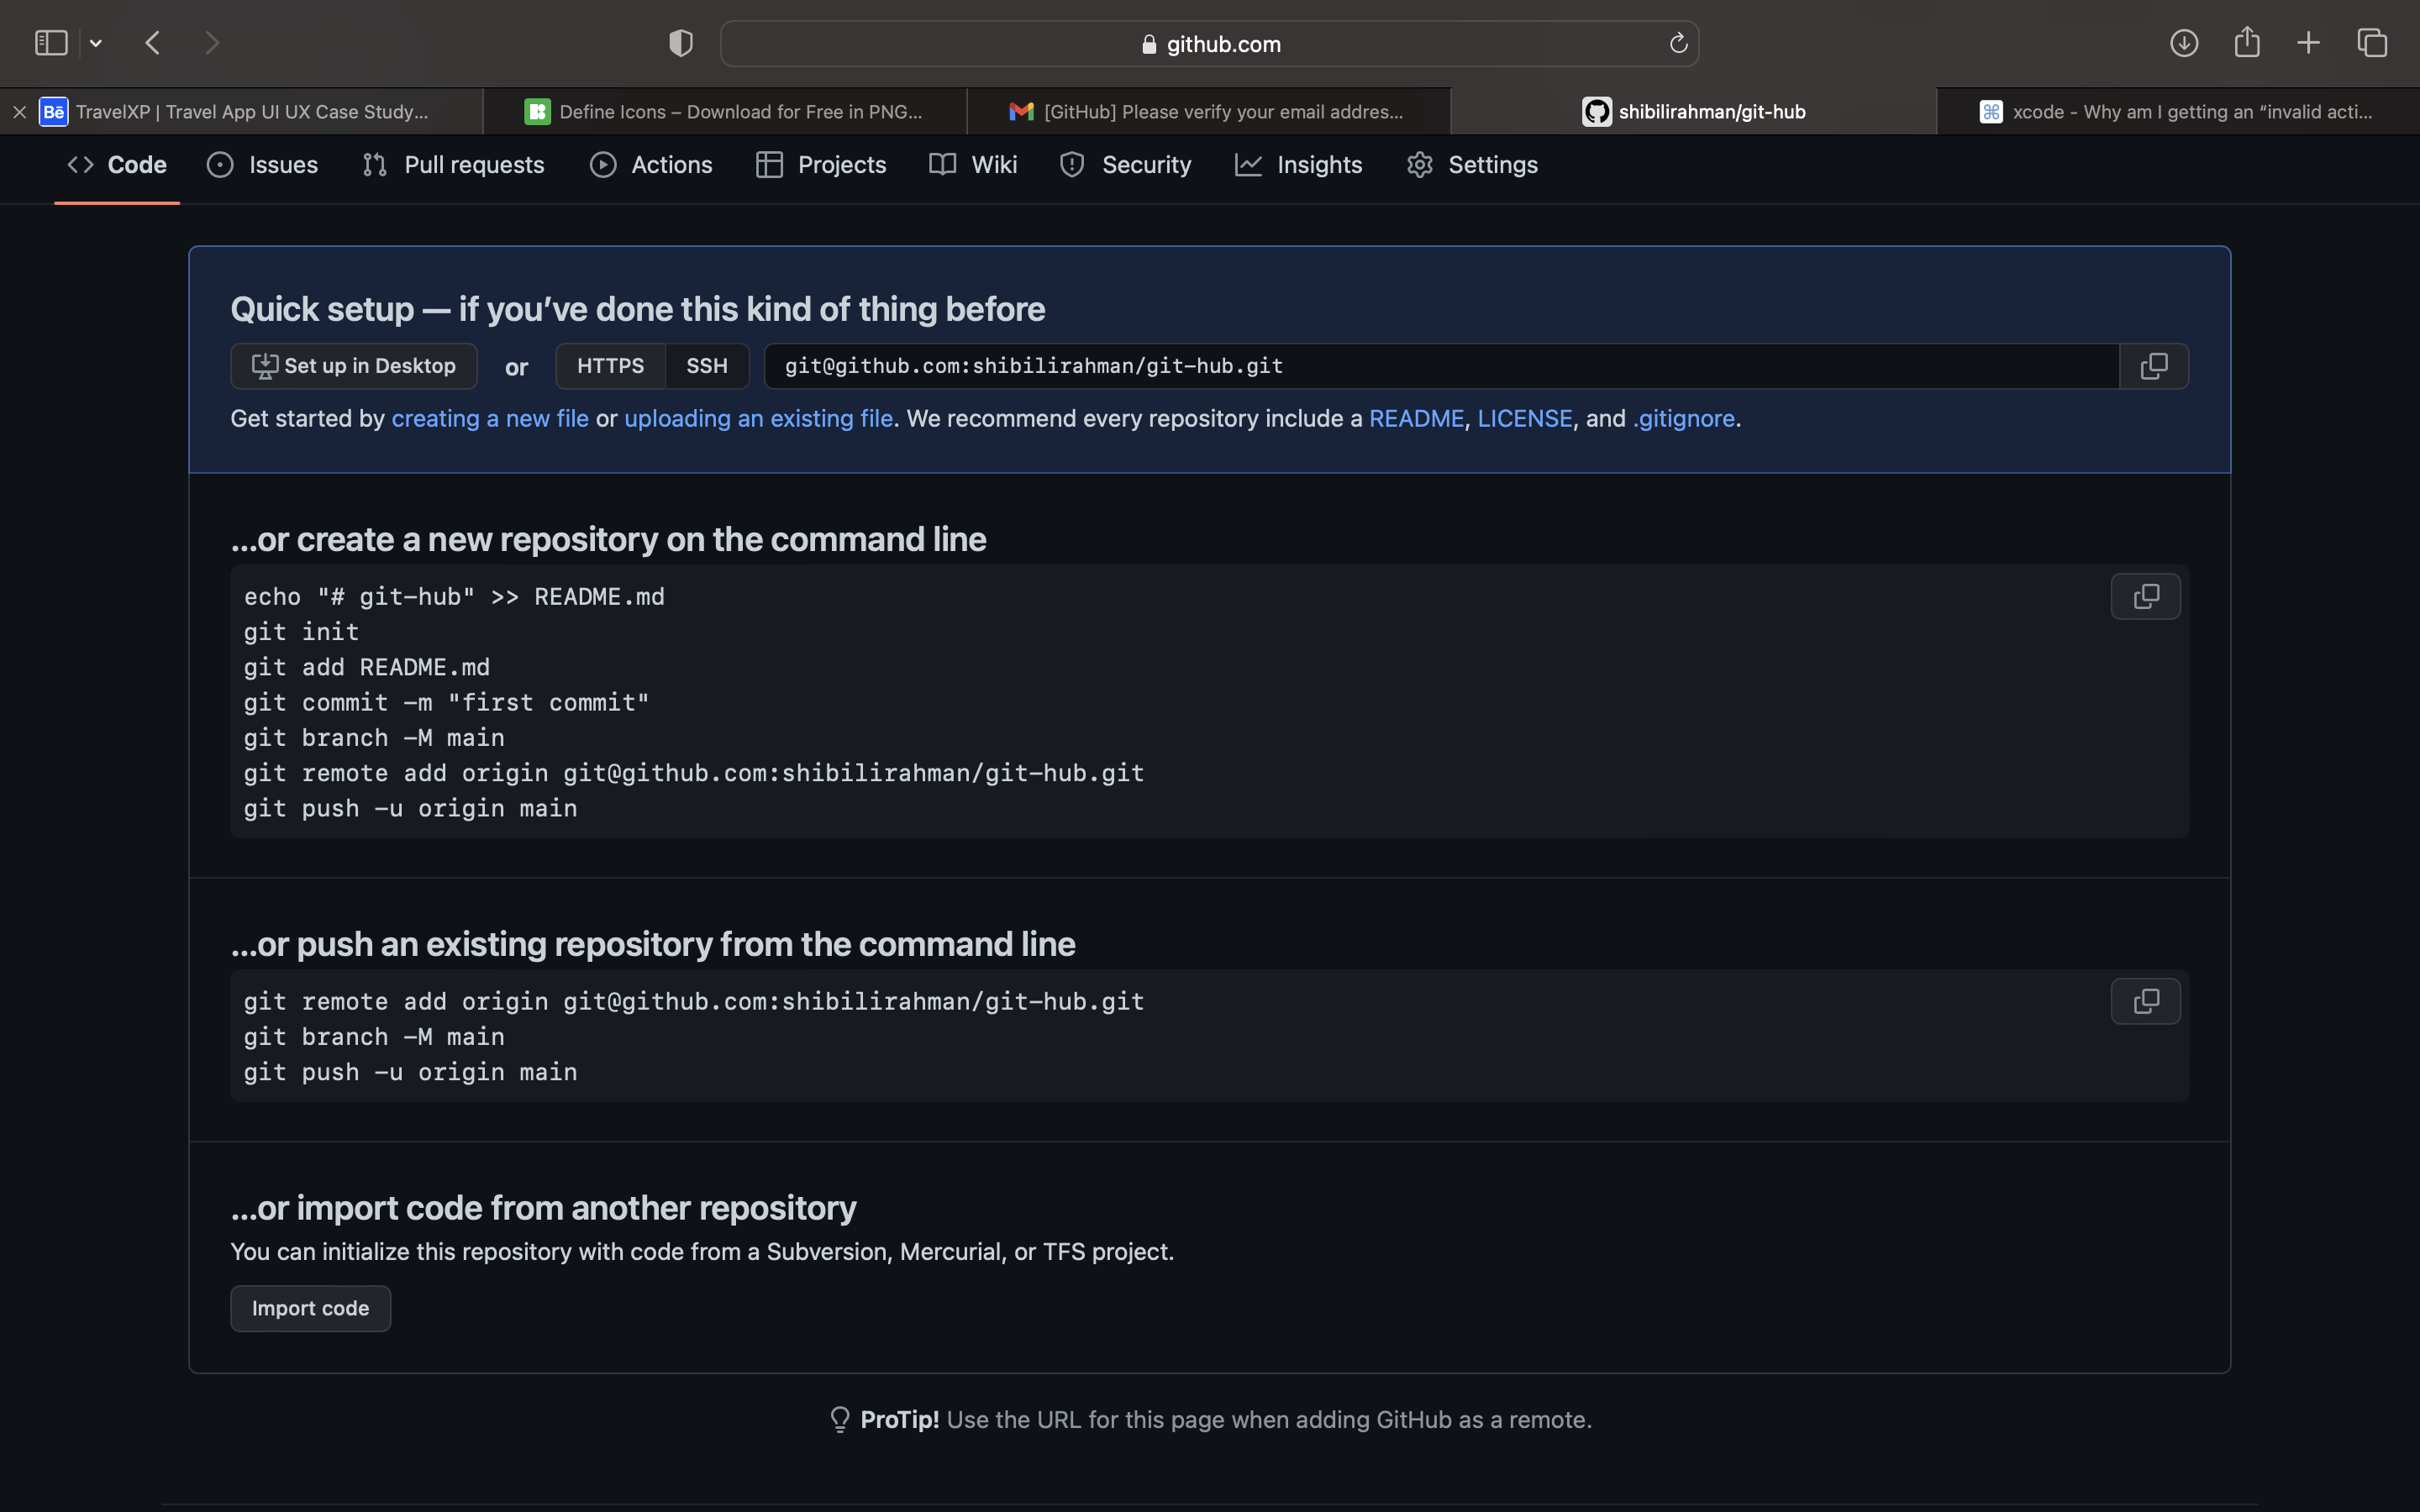 github.com
Bē TravelXP | Travel App UI UX Case Study...
Define Icons – Download for Free in PNG...
[GitHub] Please verify your email addres...
shibilirahman/git-hub
xcode - Why am I getting an “invalid acti...
Code
Issues
Pull requests
Actions
Projects
Wiki
Security
Insights
Settings
Quick setup — if you’ve done this kind of thing before
Set up in Desktop or HTTPS SSH git@github.com:shibilirahman/git-hub.git
Get started by creating a new file or uploading an existing file. We recommend every repository include a README, LICENSE, and .gitignore.
…or create a new repository on the command line
echo "# git-hub" >> README.md
git init
git add README.md
git commit -m "first commit"
git branch -M main
git remote add origin git@github.com:shibilirahman/git-hub.git
git push -u origin main
…or push an existing repository from the command line
git remote add origin git@github.com:shibilirahman/git-hub.git
git branch -M main
git push -u origin main
…or import code from another repository
You can initialize this repository with code from a Subversion, Mercurial, or TFS project.
Import code
ProTip! Use the URL for this page when adding GitHub as a remote.